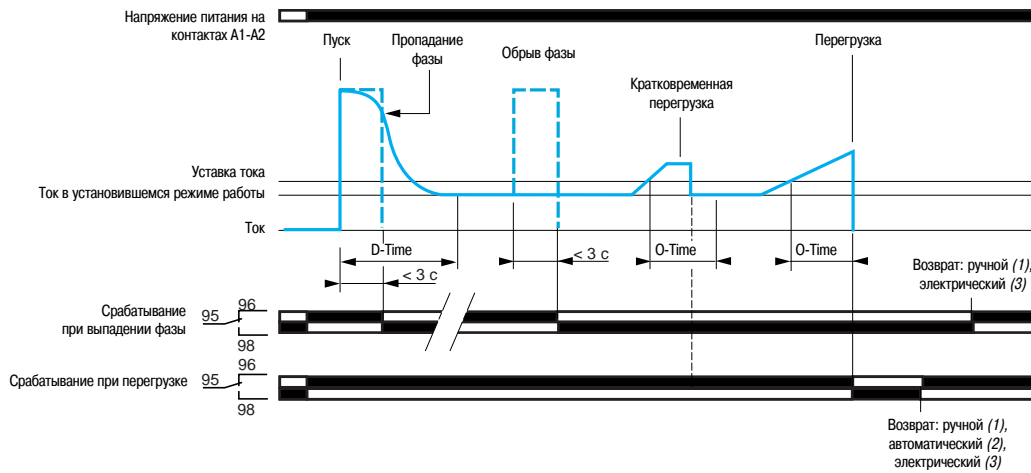 Напряжение питания на
контактах А1-А2
Пуск
Пропадание
фазы
Обрыв фазы
Кратковременная
перегрузка
Перегрузка
Уставка тока
Ток в установившемся режиме работы
Ток
D-Time
< 3 с
< 3 с
O-Time
O-Time
Возврат: ручной (1),
электрический (3)
Срабатывание
при выпадении фазы
95
96
98
Срабатывание при перегрузке
95
96
98
Возврат: ручной (1),
автоматический (2),
электрический (3)